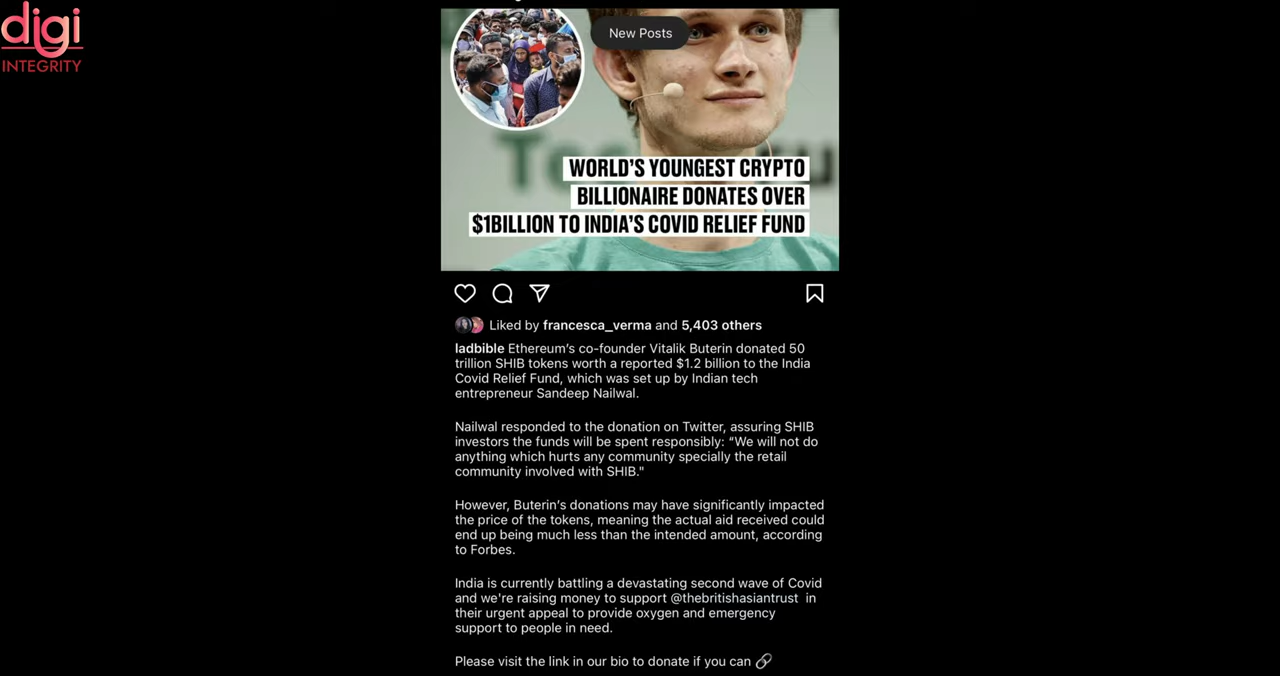 digi
INTEGRITY
New Posts
WORLD'S YOUNGEST CRYPTO
BILLIONAIRE DONATES OVER
$1BILLION TO INDIA'S COVID RELIEF FUND
Liked by francesca_verma and 5,403 others
ladbible Ethereum's co-founder Vitalik Buterin donated 50
trillion SHIB tokens worth a reported $1.2 billion to the India
Covid Relief Fund, which was set up by Indian tech
entrepreneur Sandeep Nailwal.
Nailwal responded to the donation on Twitter, assuring SHIB
investors the funds will be spent responsibly: “We will not do
anything which hurts any community specially the retail
community involved with SHIB."
However, Buterin's donations may have significantly impacted
the price of the tokens, meaning the actual aid received could
end up being much less than the intended amount, according
to Forbes.
India is currently battling a devastating second wave of Covid
and we're raising money to support @thebritishasiantrust in
their urgent appeal to provide oxygen and emergency
support to people in need.
Please visit the link in our bio to donate if you can 🔗